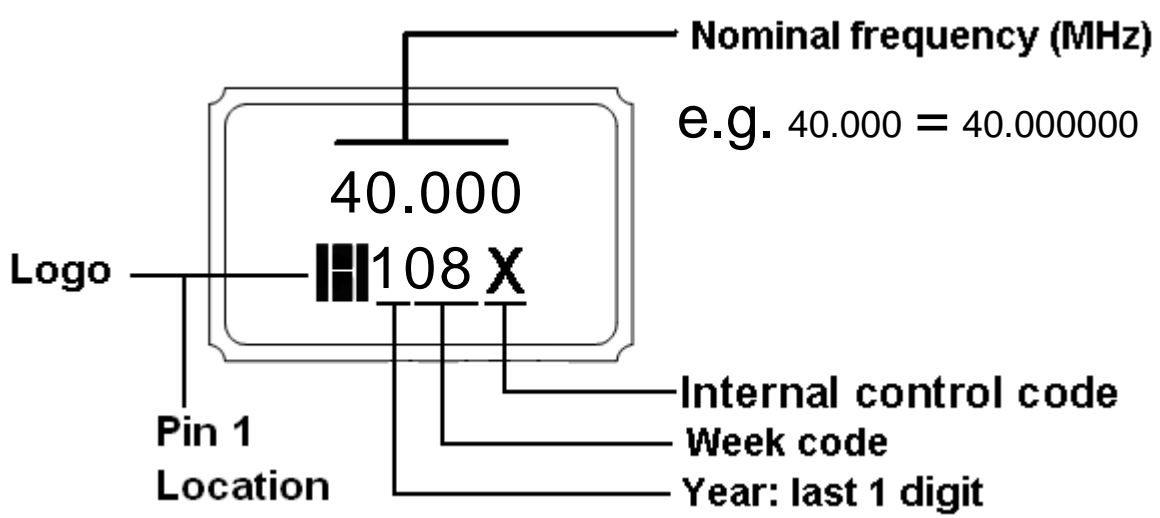 Nominal frequency (MHz)
e.g. 40.000 = 40.000000
40.000
108 X
Logo
Internal control code
Pin 1
Week code
Location
Year: last 1 digit